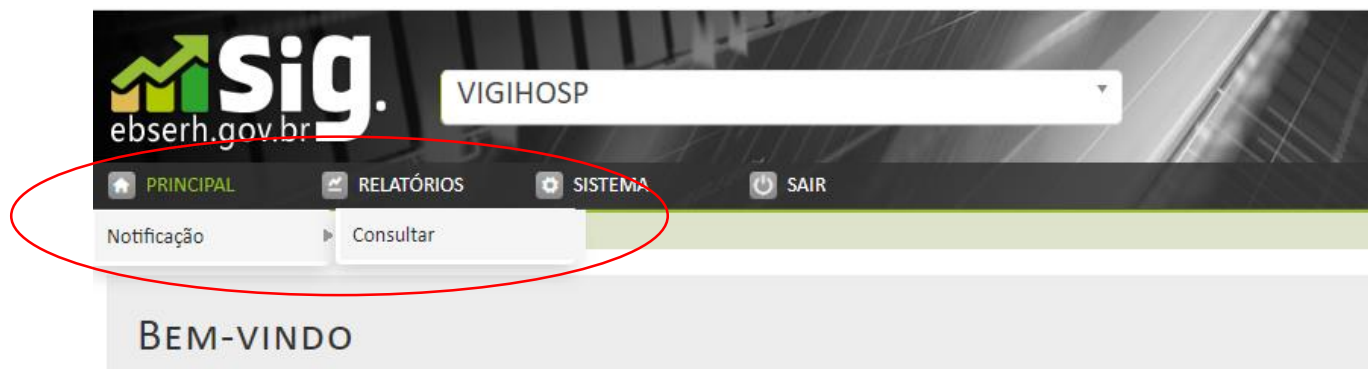 Sig.
ebserh.gov.br
VIGIHOSP
PRINCIPAL RELATÓRIOS SISTEMA SAIR
Notificação Consultar
BEM-VINDO